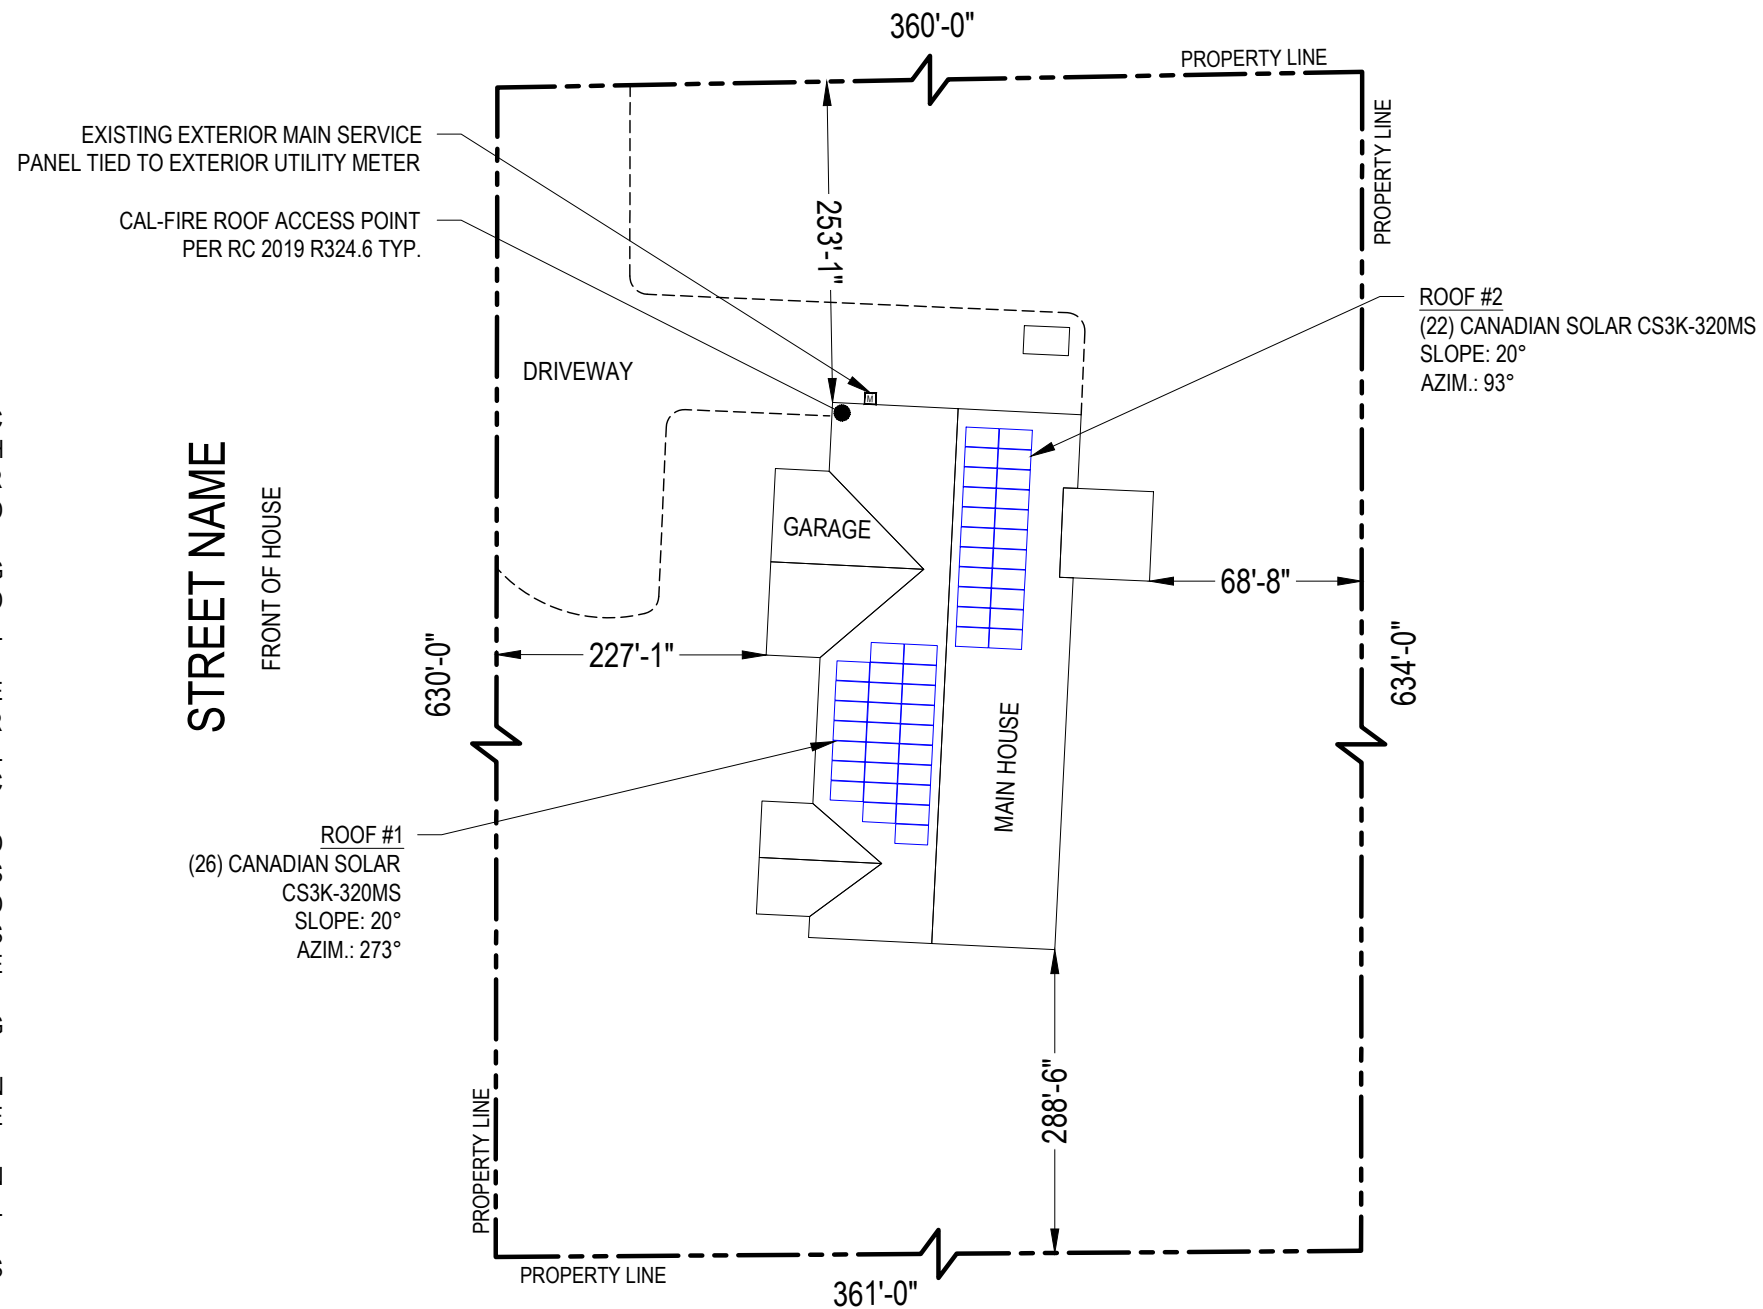 360'-0"
PROPERTY LINE
EXISTING EXTERIOR MAIN SERVICE
PANEL TIED TO EXTERIOR UTILITY METER
PROPERTY LINE
CAL-FIRE ROOF ACCESS POINT
PER RC 2019 R324.6 TYP.
253'-1"
ROOF #2
(22) CANADIAN SOLAR CS3K-320MS
SLOPE: 20°
AZIM.: 93°
DRIVEWAY
M
STREET NAME
FRONT OF HOUSE
GARAGE
68'-8"
227'-1"
630'-0"
634'-0"
MAIN HOUSE
ROOF #1
(26) CANADIAN SOLAR
CS3K-320MS
SLOPE: 20°
AZIM.: 273°
288'-6"
PROPERTY LINE
PROPERTY LINE
361'-0"